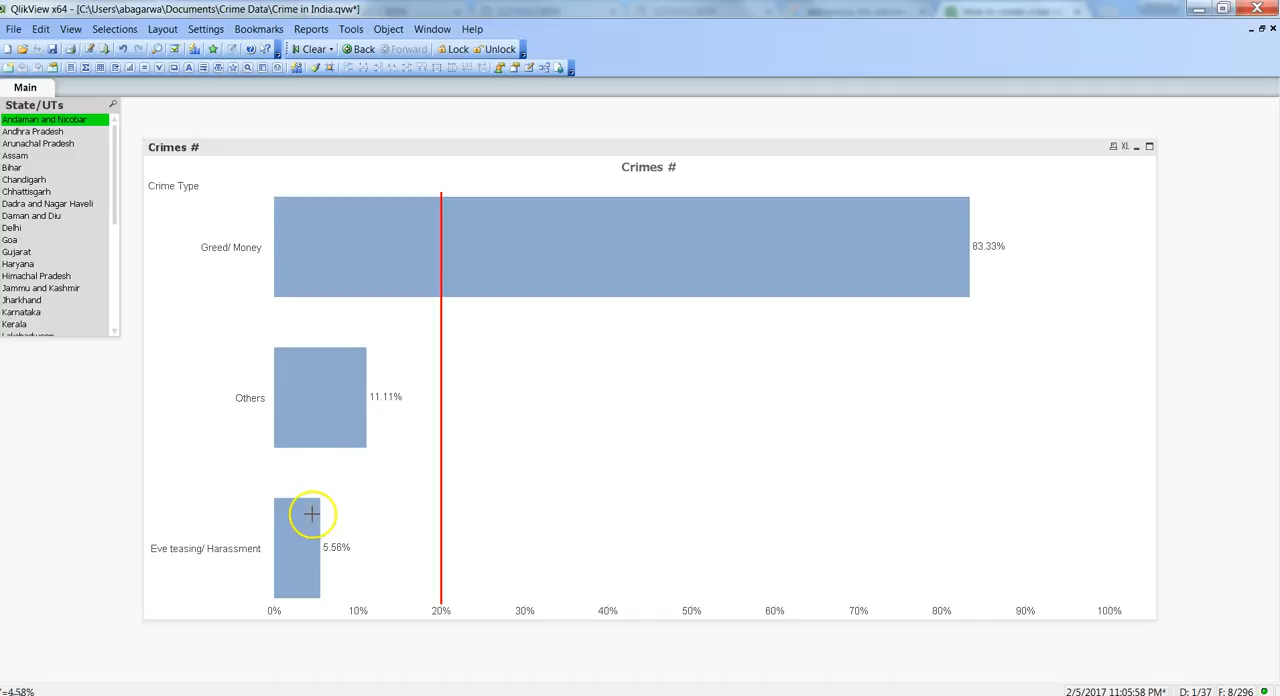 QlikView x64 - [C:\Users\abagarwa\Documents\Crime Data\Crime in India.qvw*]
File Edit View Selections Layout Settings Bookmarks Reports Tools Object Window Help
Clear Back Forward Lock Unlock
Main
State/UTs
Andaman and Nicobar
Andhra Pradesh
Arunachal Pradesh
Assam
Bihar
Chandigarh
Chhattisgarh
Dadra and Nagar Haveli
Daman and Diu
Delhi
Goa
Gujarat
Haryana
Himachal Pradesh
Jammu and Kashmir
Jharkhand
Karnataka
Kerala
Crimes # XL
Crimes #
Crime Type
Greed/ Money 83.33%
Others 11.11%
Eve teasing/ Harassment 5.56%
0% 10% 20% 30% 40% 50% 60% 70% 80% 90% 100%
=4.58% 2/5/2017 11:05:58 PM* D: 1/37 F: 8/296